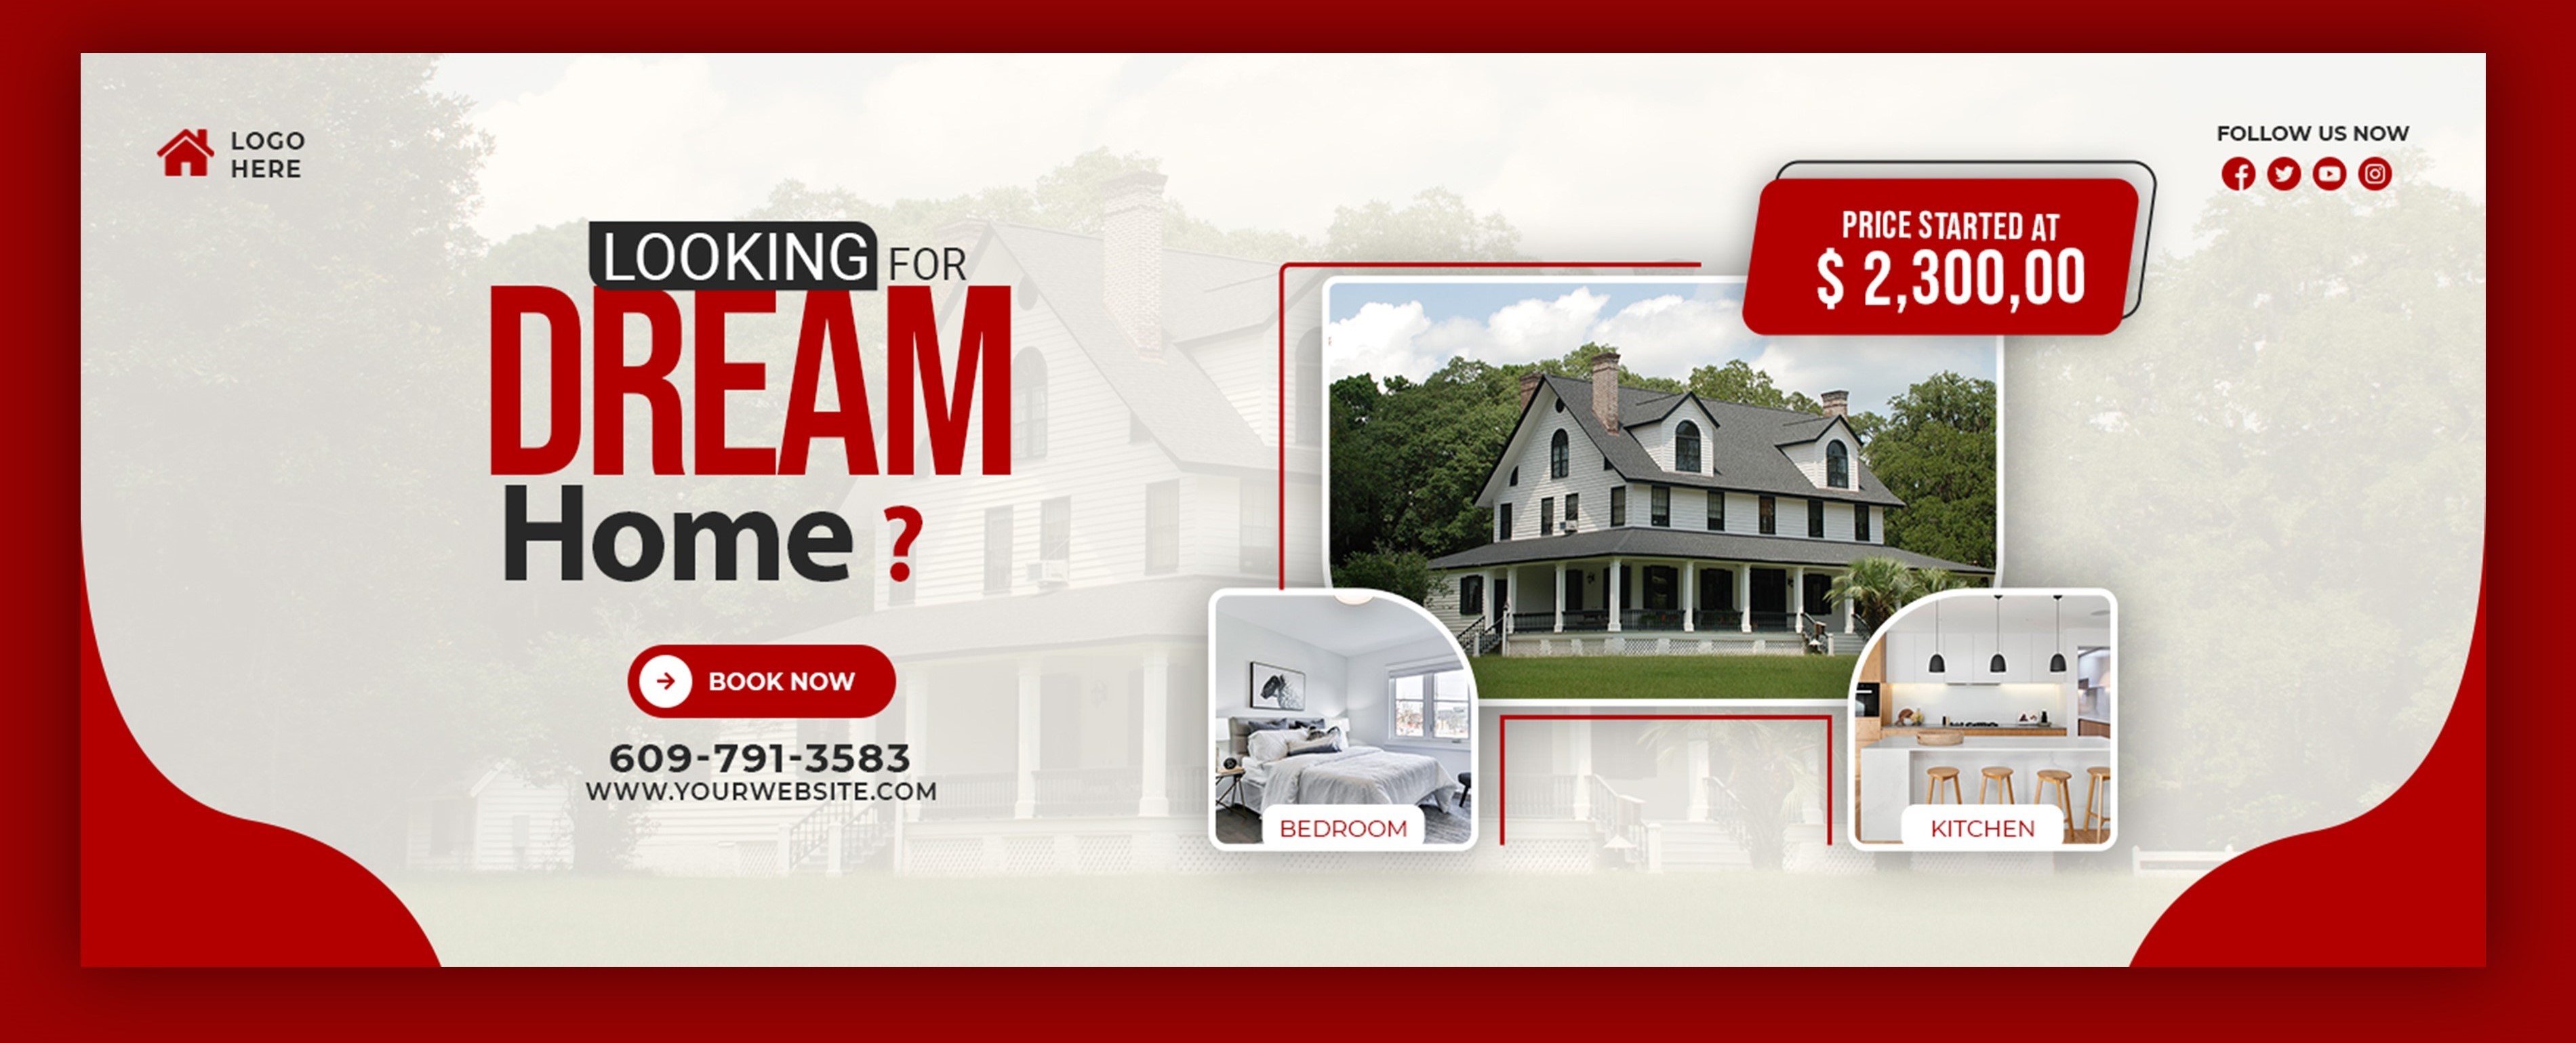 LOGO
HERE
FOLLOW US NOW
LOOKING FOR
DREAM
Home ?
BOOK NOW
609-791-3583
WWW.YOURWEBSITE.COM
PRICE STARTED AT
$ 2,300,00
BEDROOM
KITCHEN